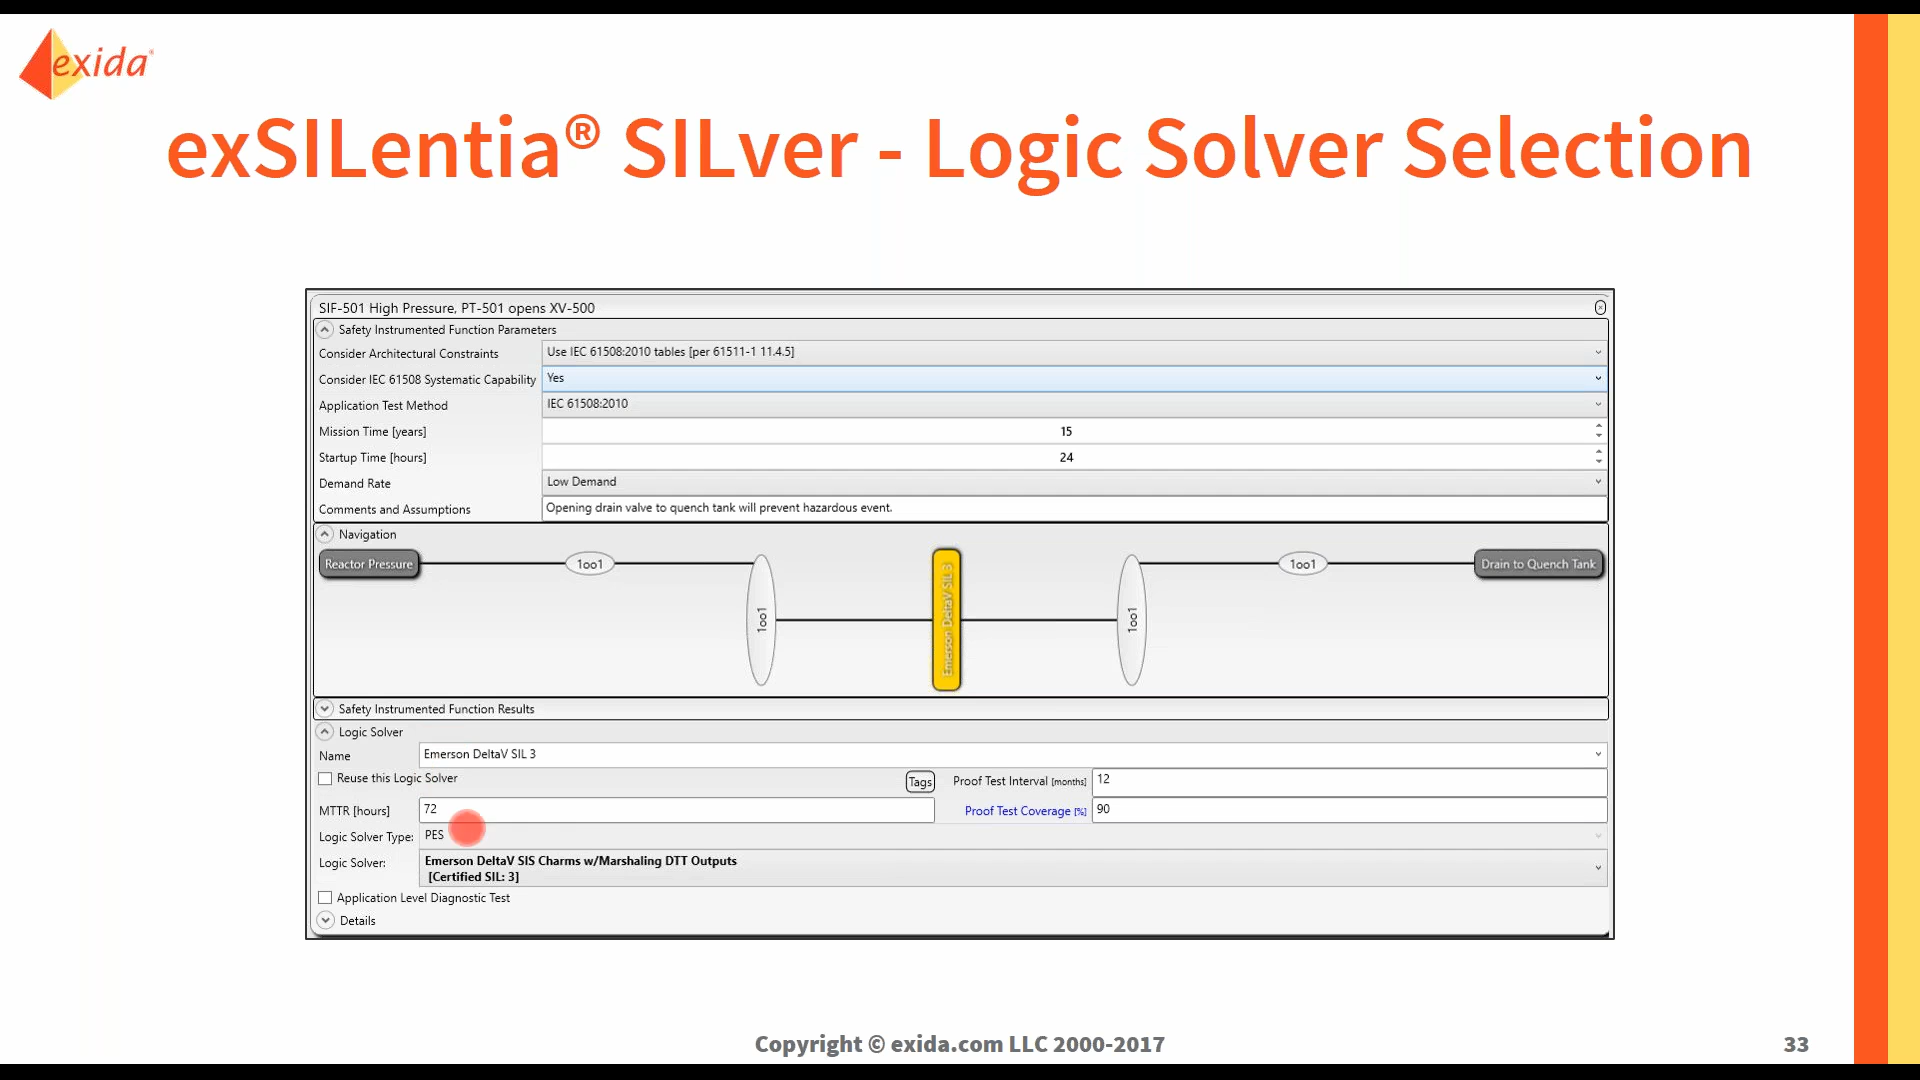 exida®
exSILentia® SILver - Logic Solver Selection
SIF-501 High Pressure, PT-501 opens XV-500
Safety Instrumented Function Parameters
Consider Architectural Constraints Use IEC 61508:2010 tables [per 61511-1 11.4.5]
Consider IEC 61508 Systematic Capability Yes
Application Test Method IEC 61508:2010
Mission Time [years] 15
Startup Time [hours] 24
Demand Rate Low Demand
Comments and Assumptions Opening drain valve to quench tank will prevent hazardous event.
Navigation
Reactor Pressure 1oo1 1oo1 Emerson DeltaV SIL 3 1oo1 1oo1 Drain to Quench Tank
Safety Instrumented Function Results
Logic Solver
Name Emerson DeltaV SIL 3
Reuse this Logic Solver Tags Proof Test Interval [months] 12
MTTR [hours] 72 Proof Test Coverage [%] 90
Logic Solver Type: PES
Logic Solver: Emerson DeltaV SIS Charms w/Marshaling DTT Outputs
[Certified SIL: 3]
Application Level Diagnostic Test
Details
Copyright © exida.com LLC 2000-2017 33